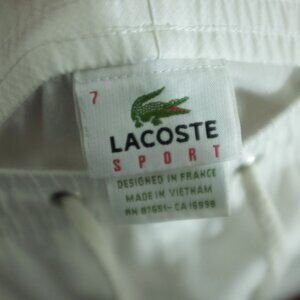 7
LACOSTE
SPORT
DESIGNED IN FRANCE
MADE IN VIETNAM
RN 87651 - CA 16998